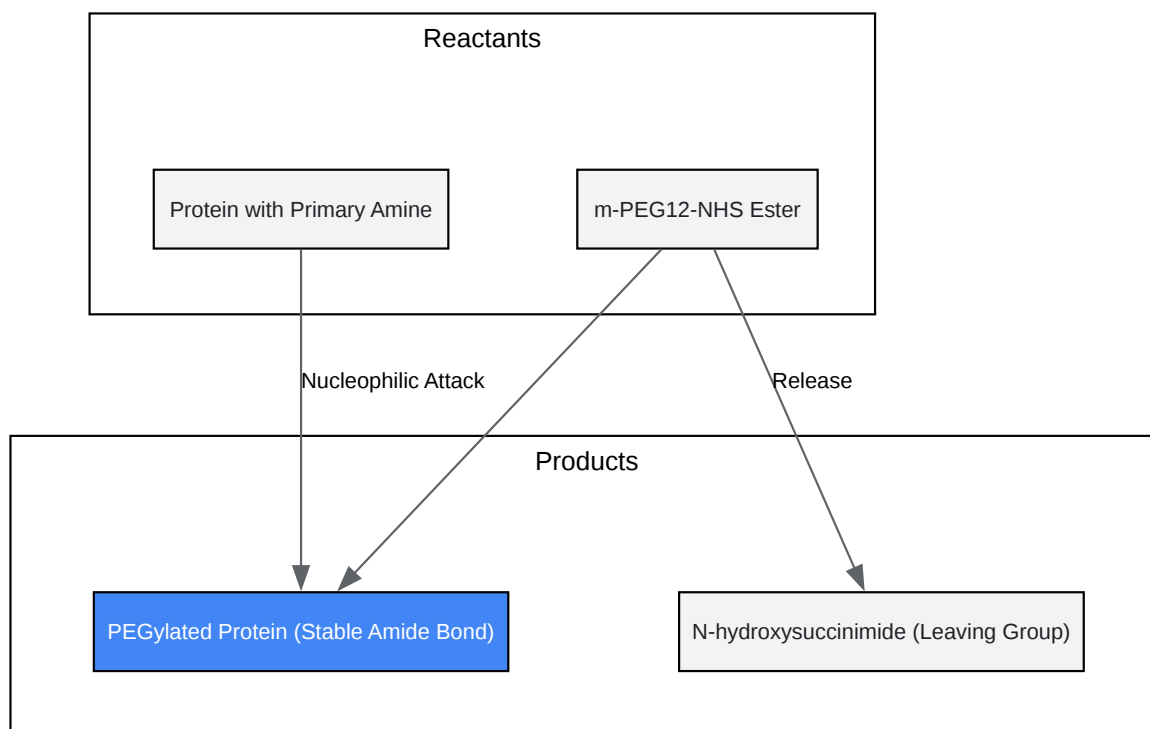 Reactants
Protein with Primary Amine
m-PEG12-NHS Ester
Nucleophilic Attack
Release
Products
PEGylated Protein (Stable Amide Bond)
N-hydroxysuccinimide (Leaving Group)